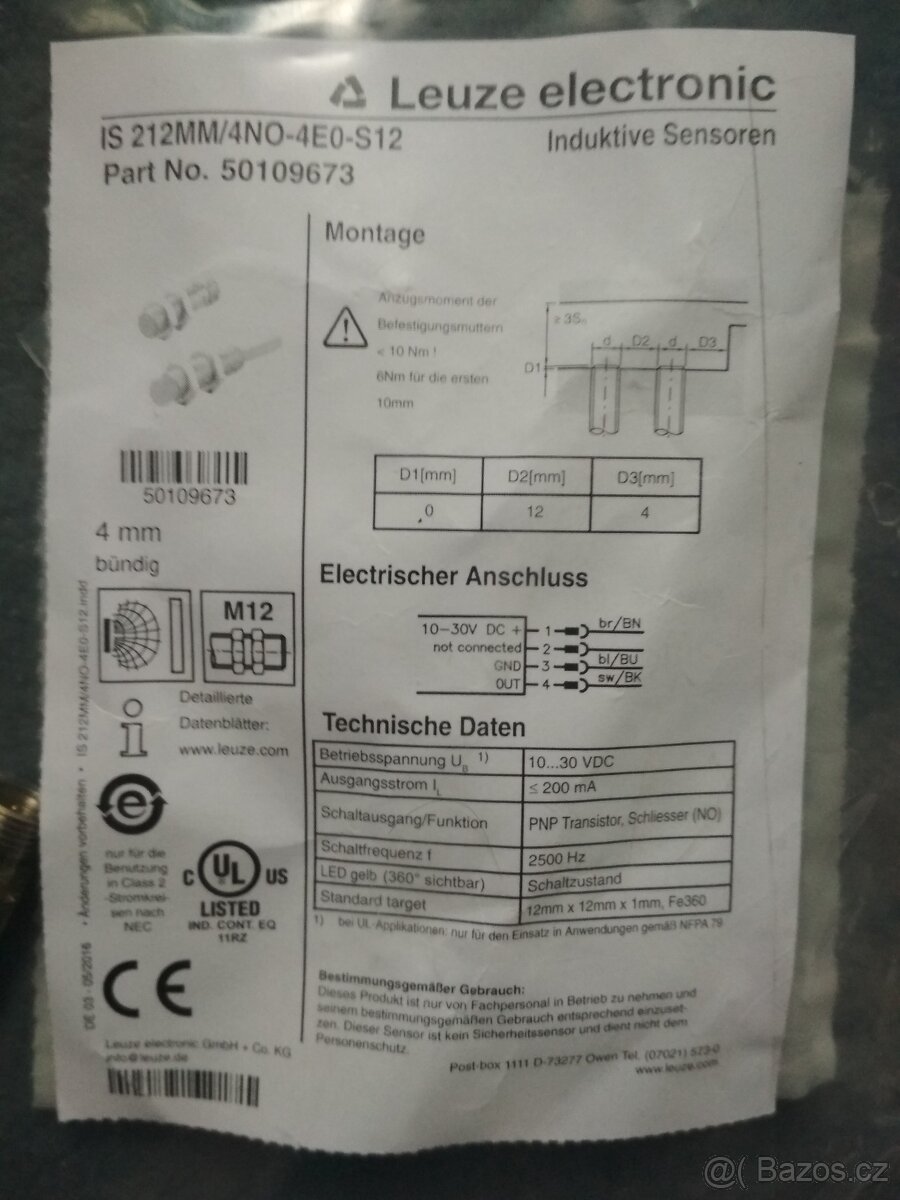 Leuze electronic
IS 212MM/4NO-4E0-S12
Induktive Sensoren
Part No. 50109673
Montage
Anzugsmoment der
Befestigungsmuttern
< 10 Nm !
6Nm für die ersten
10mm
≥ 3Sn
d D2 d D3
D1
D1[mm] D2[mm] D3[mm]
0 12 4
50109673
4 mm
bündig
M12
Detaillierte
Datenblätter:
www.leuze.com
Elektrischer Anschluss
10-30V DC + 1 br/BN
not connected 2
GND 3 bl/BU
OUT 4 sw/BK
Technische Daten
Betriebsspannung UB 1) 10...30 VDC
Ausgangsstrom IL ≤ 200 mA
Schaltausgang/Funktion PNP Transistor, Schliesser (NO)
Schaltfrequenz f 2500 Hz
LED gelb (360° sichtbar) Schaltzustand
Standard target 12mm x 12mm x 1mm, Fe360
1) bei UL-Applikationen: nur für den Einsatz in Anwendungen gemäß NFPA 79
e
nur für die
Benutzung
in Class 2
-Stromkrei-
sen nach
NEC
C UL US
LISTED
IND. CONT. EQ
11RZ
CE
Bestimmungsgemäßer Gebrauch:
Dieses Produkt ist nur von Fachpersonal in Betrieb zu nehmen und
seinem bestimmungsgemäßen Gebrauch entsprechend einzuset-
zen. Dieser Sensor ist kein Sicherheitssensor und dient nicht dem
Personenschutz.
Leuze electronic GmbH + Co. KG
info@leuze.de
Post-box 1111 D-73277 Owen Tel. (07021) 573-0
www.leuze.com
DE 03 - 05/2016 • Änderungen vorbehalten • IS 212MM/4NO-4E0-S12.indd
@( Bazos.cz